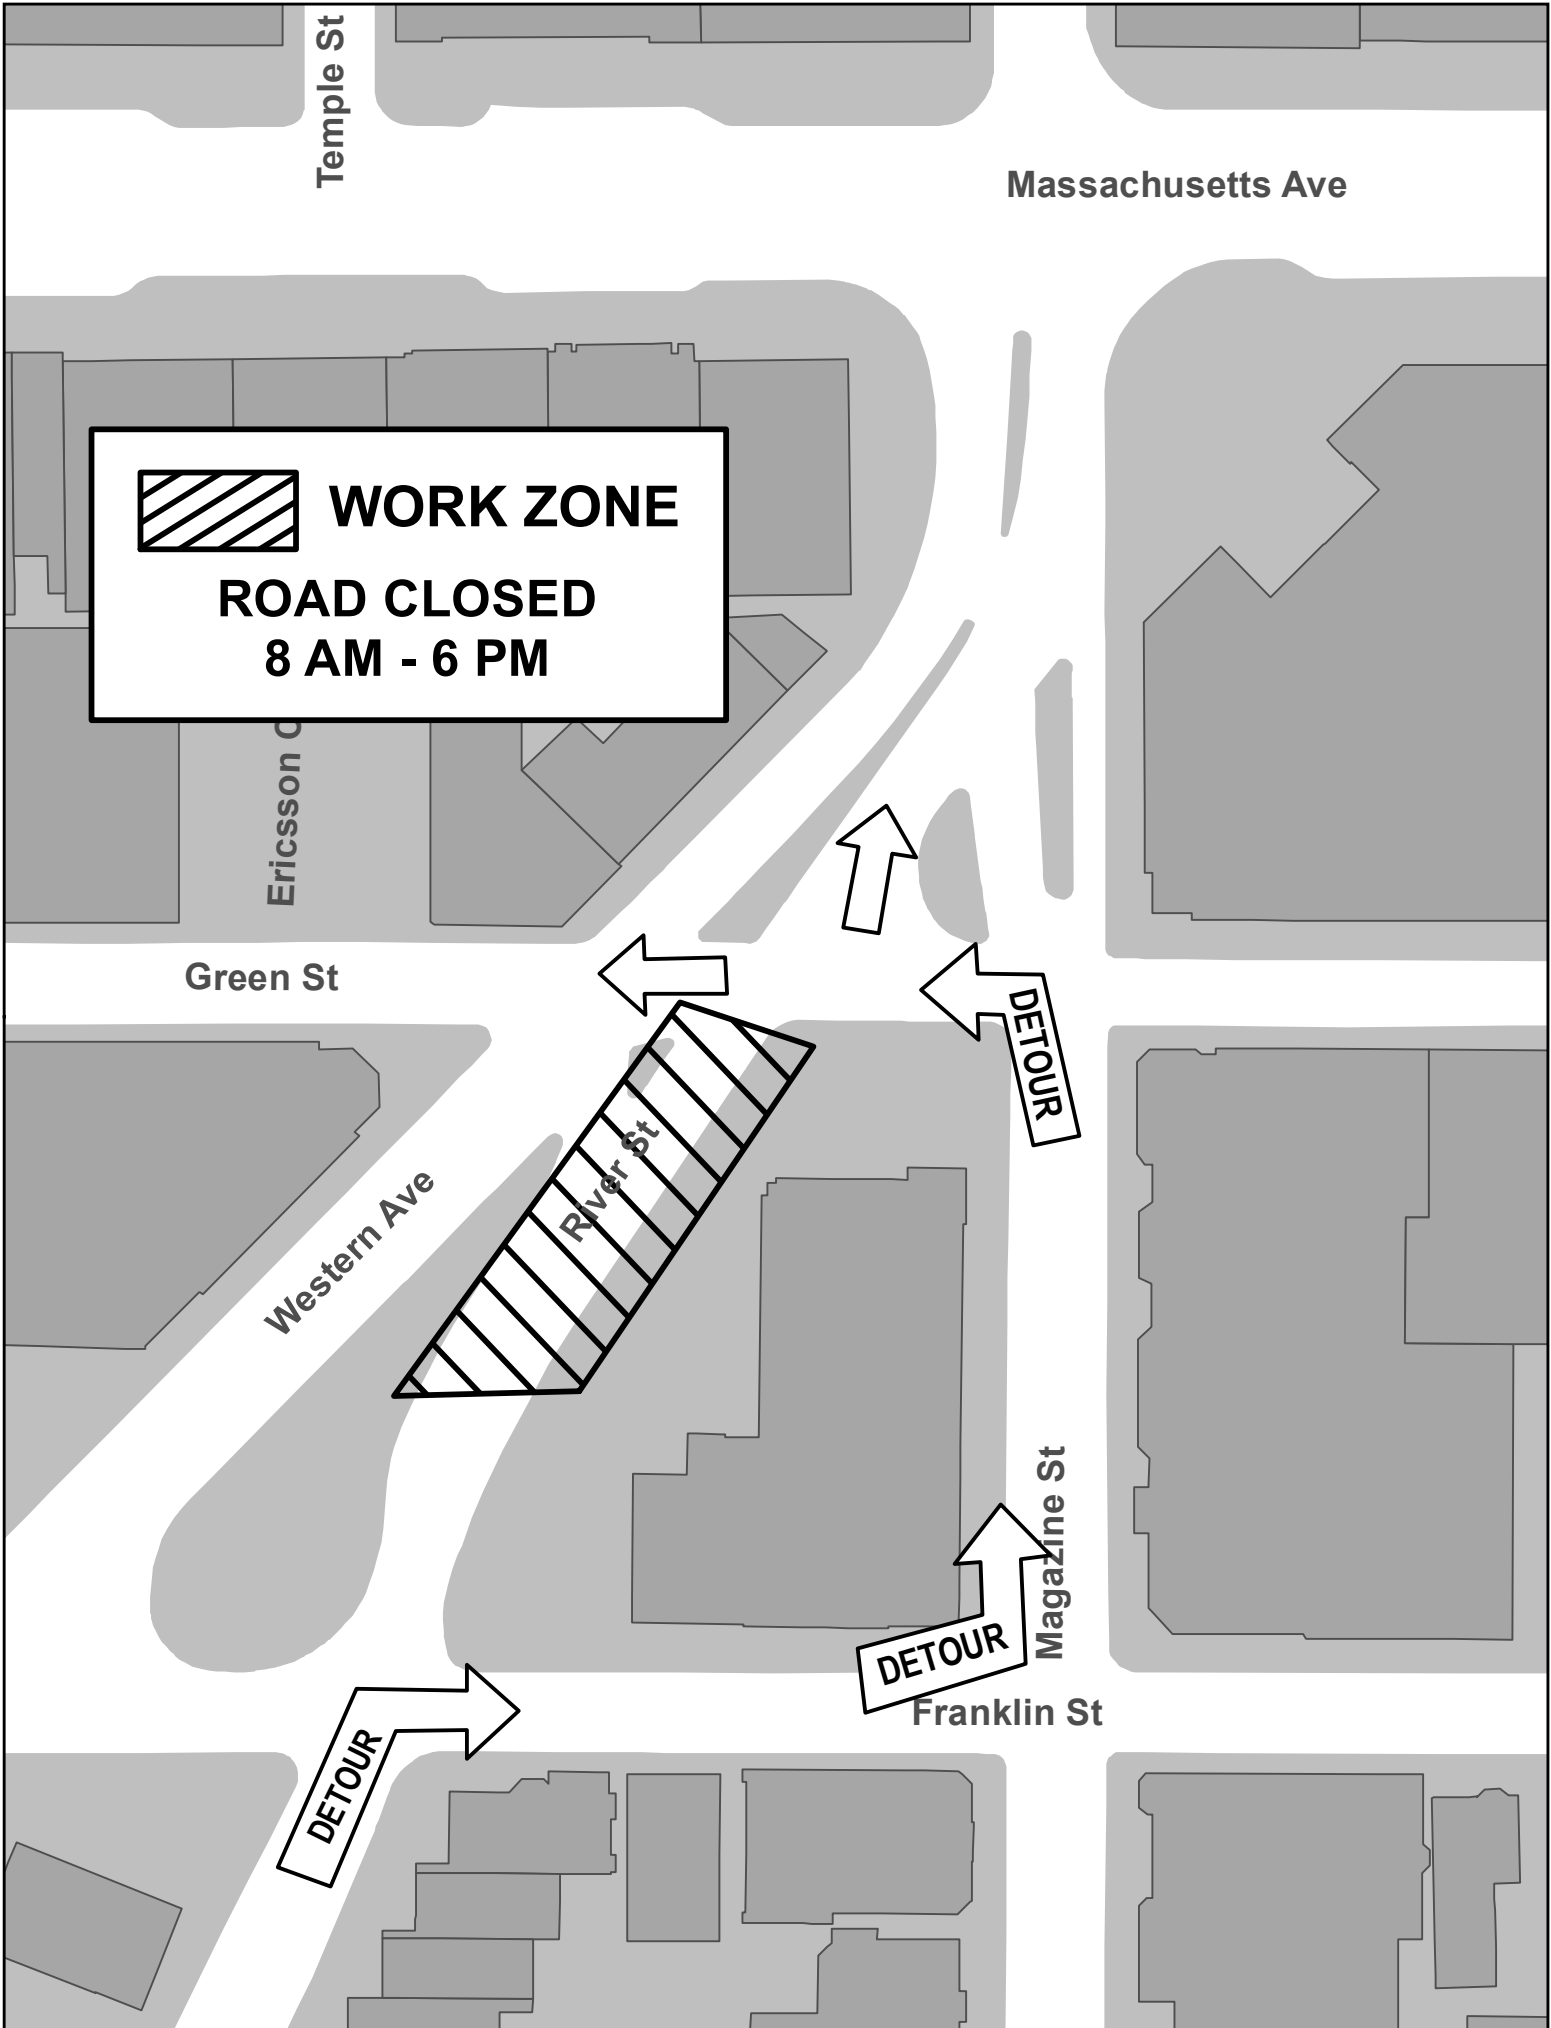 Temple St
Massachusetts Ave
WORK ZONE
ROAD CLOSED
8 AM - 6 PM
Ericsson
Green St
DETOUR
River St
Western Ave
Magazine St
DETOUR
Franklin St
DETOUR